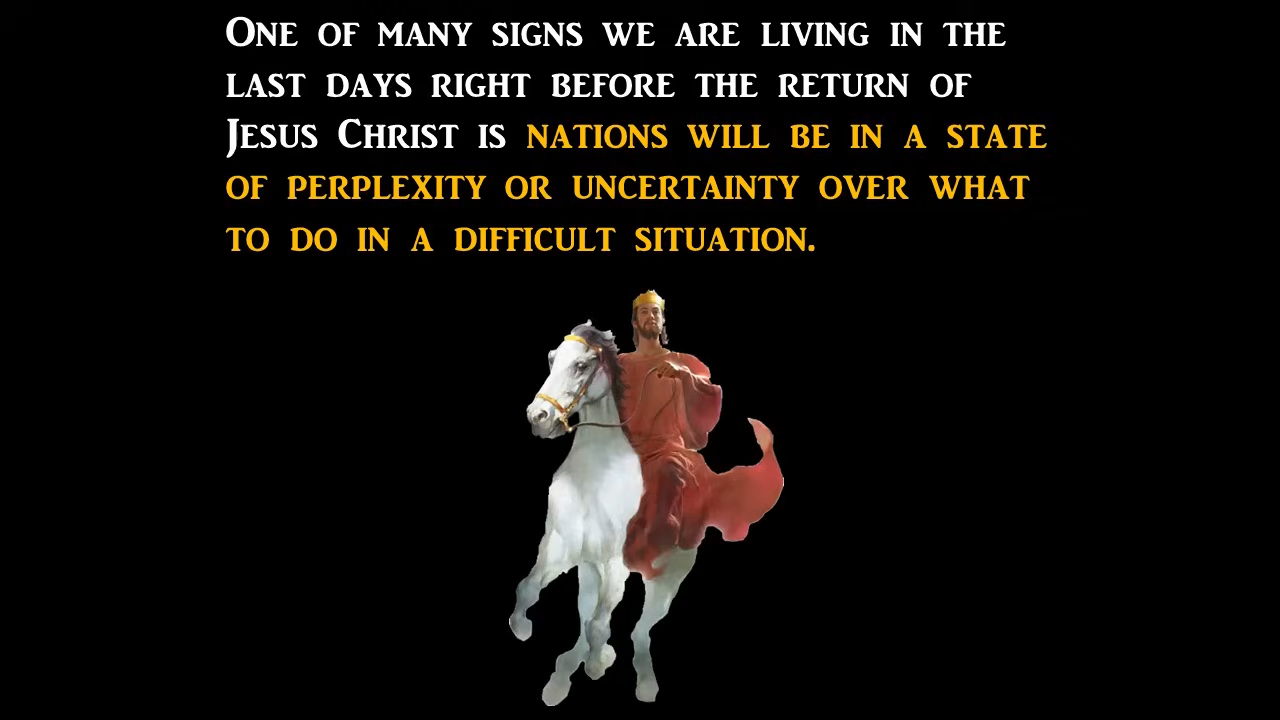 One of many signs we are living in the
last days right before the return of
Jesus Christ is nations will be in a state
of perplexity or uncertainty over what
to do in a difficult situation.